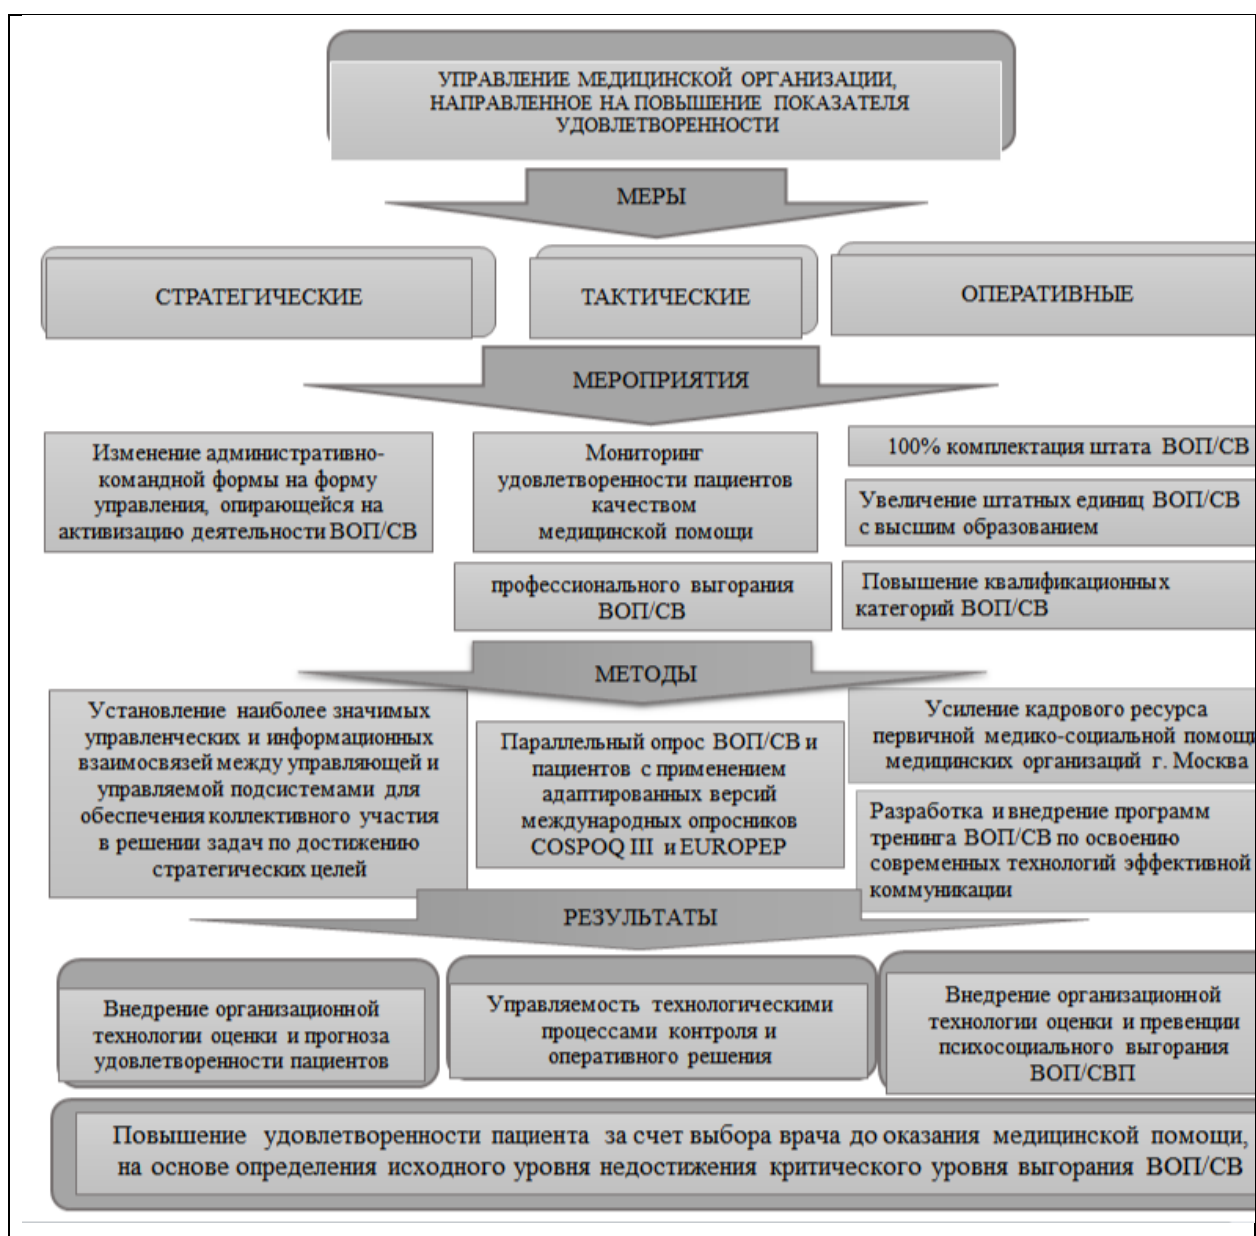 УПРАВЛЕНИЕ МЕДИЦИНСКОЙ ОРГАНИЗАЦИИ,
НАПРАВЛЕННОЕ НА ПОВЫШЕНИЕ ПОКАЗАТЕЛЯ
УДОВЛЕТВОРЕННОСТИ
МЕРЫ
СТРАТЕГИЧЕСКИЕ
ТАКТИЧЕСКИЕ
ОПЕРАТИВНЫЕ
МЕРОПРИЯТИЯ
Изменение административно-
командной формы на форму
управления, опирающейся на
активизацию деятельности ВОП/СВ
Мониторинг
удовлетворенности пациентов
качеством
медицинской помощи
профессионального выгорания
ВОП/СВ
100% комплектация штата ВОП/СВ
Увеличение штатных единиц ВОП/СВ
с высшим образованием
Повышение квалификационных
категорий ВОП/СВ
МЕТОДЫ
Установление наиболее значимых
управленческих и информационных
взаимосвязей между управляющей и
управляемой подсистемами для
обеспечения коллективного участия
в решении задач по достижению
стратегических целей
Параллельный опрос ВОП/СВ и
пациентов с применением
адаптированных версий
международных опросников
COSPOQ III и EUROPEP
Усиление кадрового ресурса
первичной медико-социальной помощи
медицинских организаций г. Москва
Разработка и внедрение программ
тренинга ВОП/СВ по освоению
современных технологий эффективной
коммуникации
РЕЗУЛЬТАТЫ
Внедрение организационной
технологии оценки и прогноза
удовлетворенности пациентов
Управляемость технологическими
процессами контроля и
оперативного решения
Внедрение организационной
технологии оценки и превенции
психосоциального выгорания
ВОП/СВП
Повышение удовлетворенности пациента за счет выбора врача до оказания медицинской помощи,
на основе определения исходного уровня недостижения критического уровня выгорания ВОП/СВ